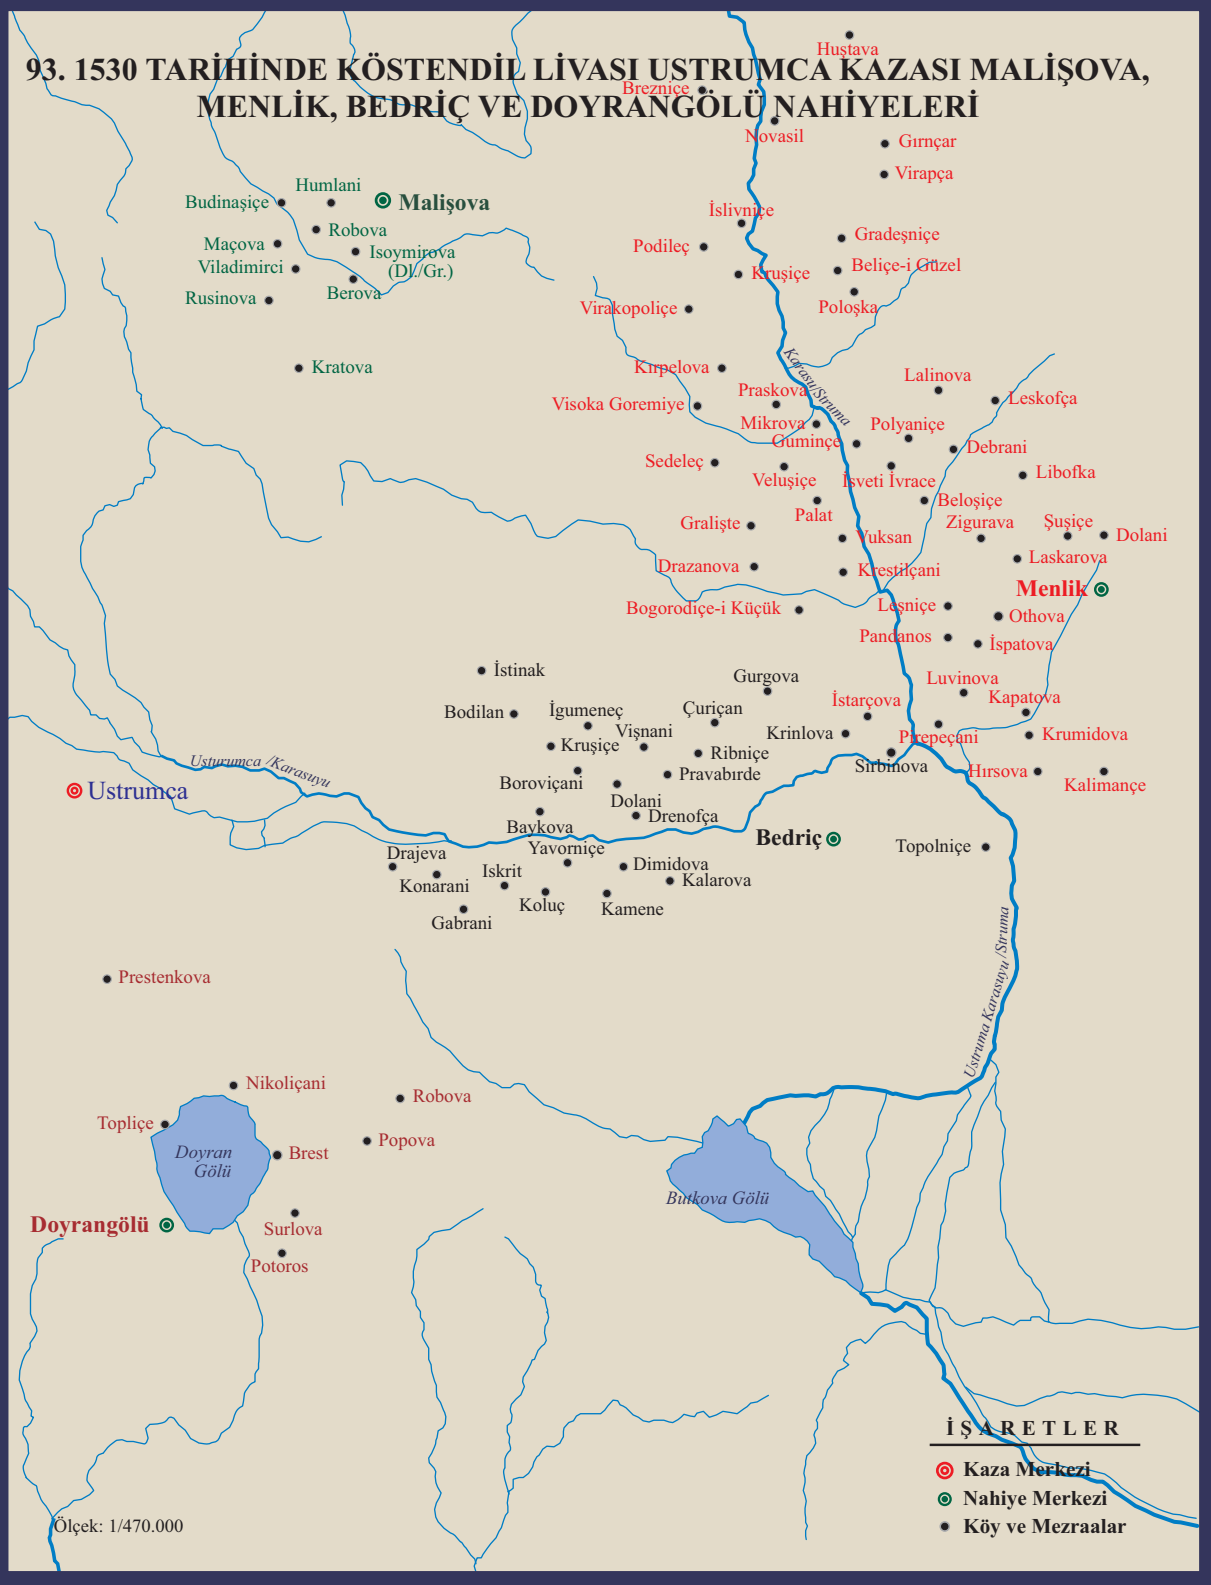 93. 1530 TARİHİNDE KÖSTENDİL LİVASI USTRUMCA KAZASI MALİŞOVA,
MENLİK, BEDRİÇ VE DOYRANGÖLÜ NAHİYELERİ
Huştava
Brezniçe
Novasil
Gırnçar
Virapça
Humlani
Budinaşiçe
Malişova
İslivniçe
Robova
Gradeşniçe
Maçova
Podileç
Isoymirova
(Dl./Gr.)
Viladimirci
Beliçe-i Güzel
Kruşiçe
Berova
Rusinova
Poloşka
Virakopoliçe
Karasu/Struma
Kratova
Kırpelova
Lalinova
Praskova
Leskofça
Visoka Goremiye
Mikrova
Polyaniçe
Guminçe
Debrani
Sedeleç
Libofka
Veluşiçe
İsveti İvrace
Beloşiçe
Palat
Zigurava
Şuşiçe
Gralişte
Dolani
Vuksan
Laskarova
Drazanova
Krestilçani
Menlik
Bogorodiçe-i Küçük
Leşniçe
Othova
Pandanos
İspatova
İstinak
Gurgova
Luvinova
Kapatova
İstarçova
Bodilan
İgumeneç
Çuriçan
Vişnani
Krinlova
Pirepeçani
Krumidova
Kruşiçe
Ribniçe
Sirbinova
Usturumca /Karasuyu
Boroviçani
Pravabırde
Hırsova
Kalimançe
Ustrumca
Dolani
Drenofça
Baykova
Bedriç
Topolniçe
Yavorniçe
Drajeva
Iskrit
Dimidova
Konarani
Kalarova
Koluç
Kamene
Gabrani
Prestenkova
Ustruma Karasuyu /Struma
Nikoliçani
Robova
Topliçe
Popova
Doyran
Gölü
Brest
Butkova Gölü
Doyrangölü
Surlova
Potoros
İŞARETLER
Kaza Merkezi
Nahiye Merkezi
Köy ve Mezraalar
Ölçek: 1/470.000